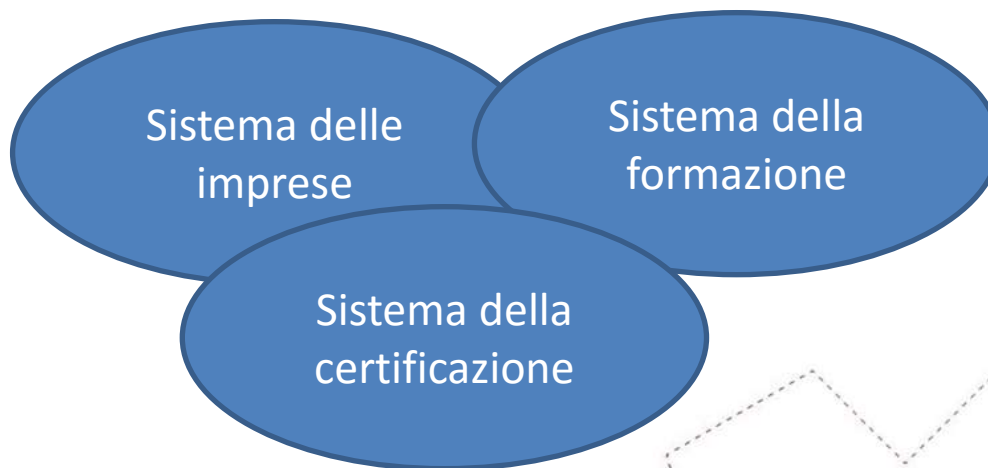 Sistema delle
imprese
Sistema della
formazione
Sistema della
certificazione